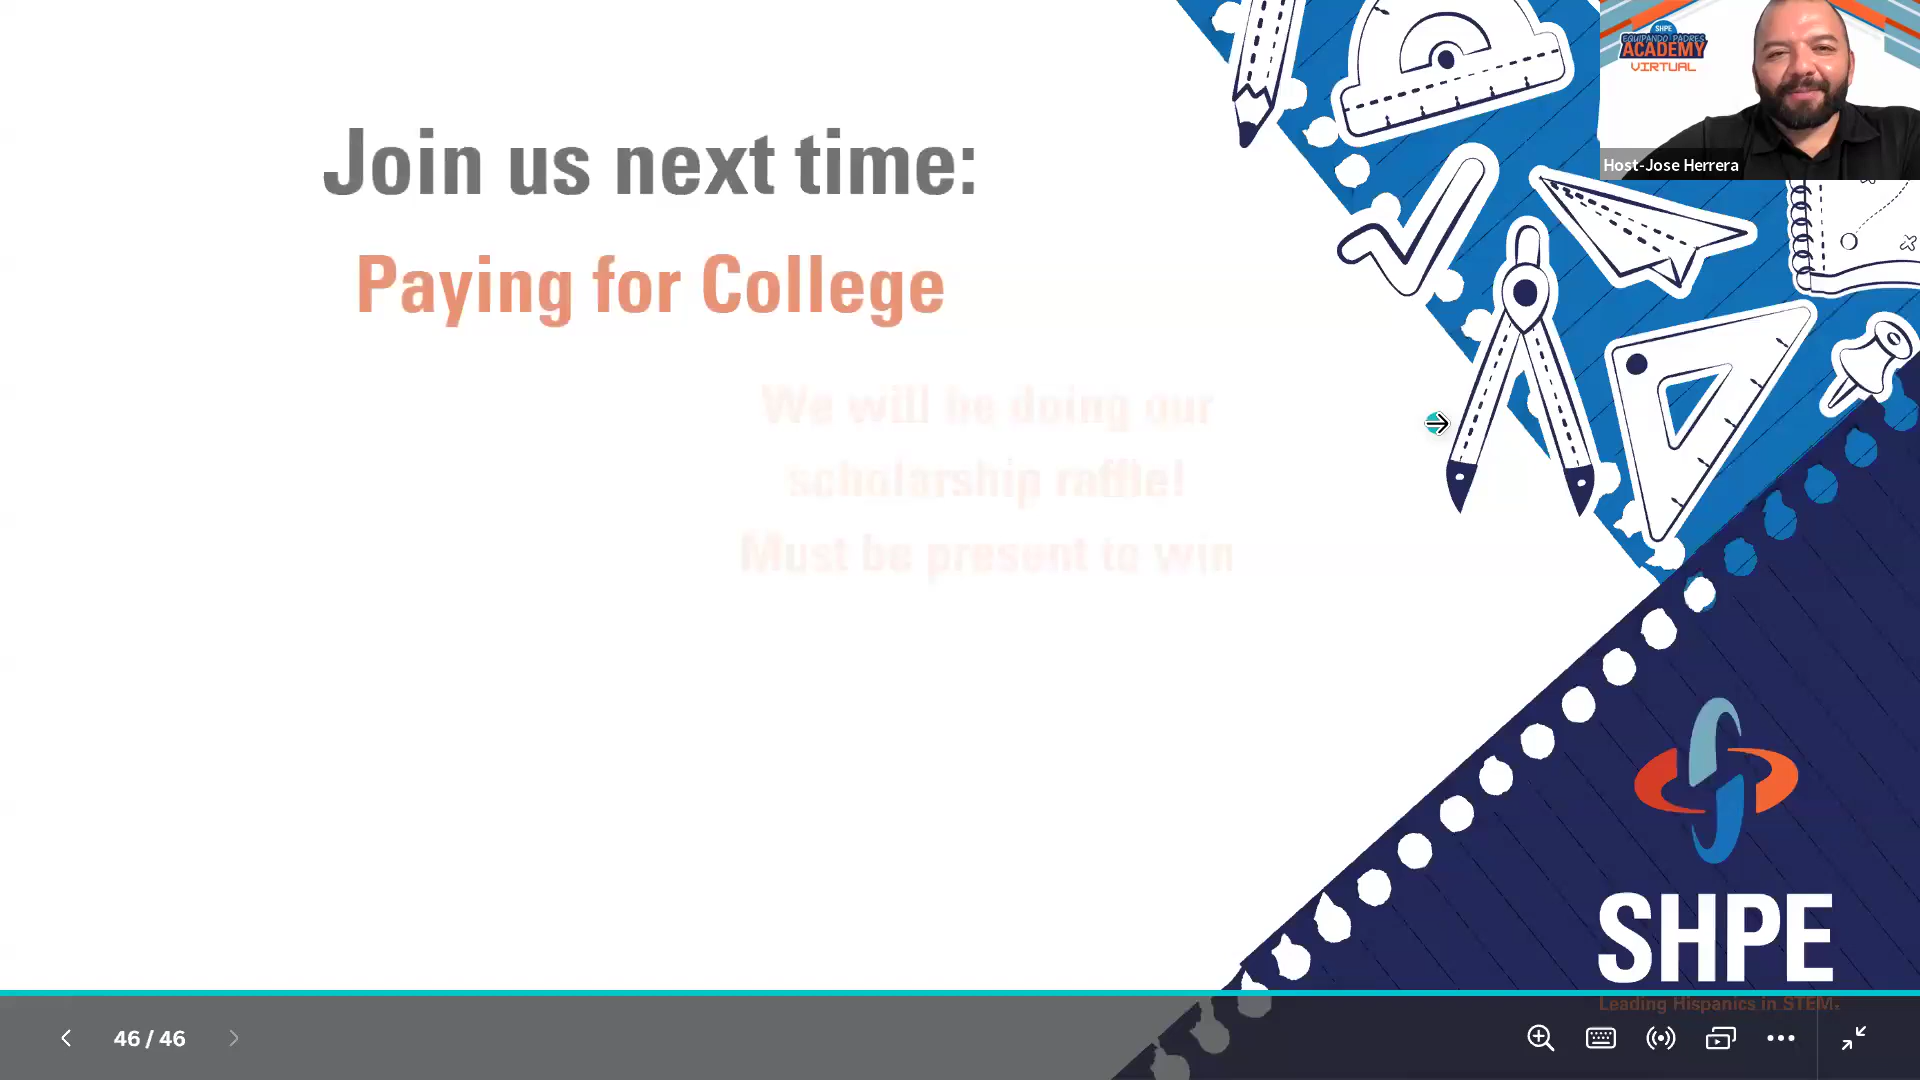 Join us next time:
Paying for College
We will be doing our
scholarship raffle!
Must be present to win
SHPE
EQUIPANDO PADRES
ACADEMY
VIRTUAL
Host-Jose Herrera
SHPE
Leading Hispanics in STEM.
46 / 46